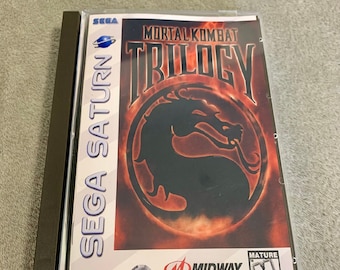 SEGA
MORTAL KOMBAT
TRILOGY
SEGA SATURN
MIDWAY
MATURE